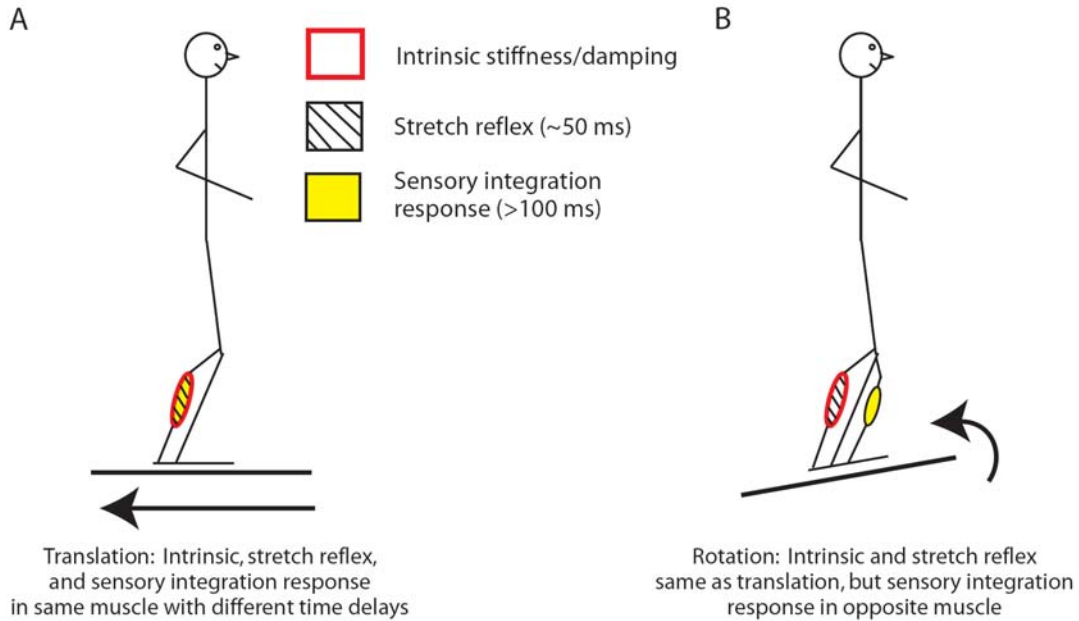 A
B
Intrinsic stiffness/damping
Stretch reflex (~50 ms)
Sensory integration
response (>100 ms)
Translation: Intrinsic, stretch reflex,
and sensory integration response
in same muscle with different time delays
Rotation: Intrinsic and stretch reflex
same as translation, but sensory integration
response in opposite muscle